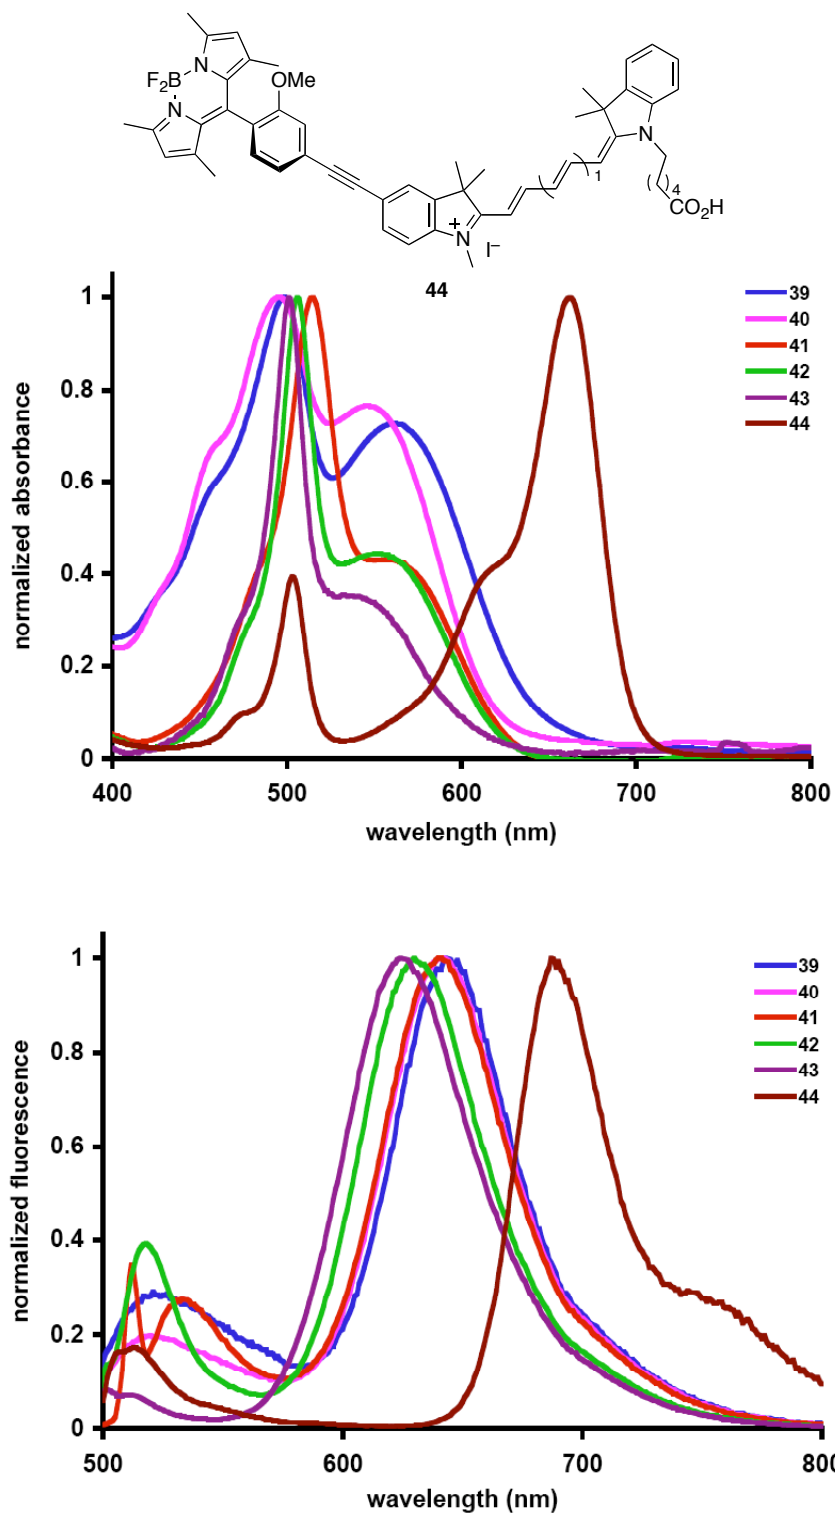 N
F2B
N
OMe
N
1
( )4
CO2H
+
N
I–
44
normalized absorbance
1
0.8
0.6
0.4
0.2
0
400 500 600 700 800
wavelength (nm)
39
40
41
42
43
44
normalized fluorescence
1
0.8
0.6
0.4
0.2
0
500 600 700 800
wavelength (nm)
39
40
41
42
43
44